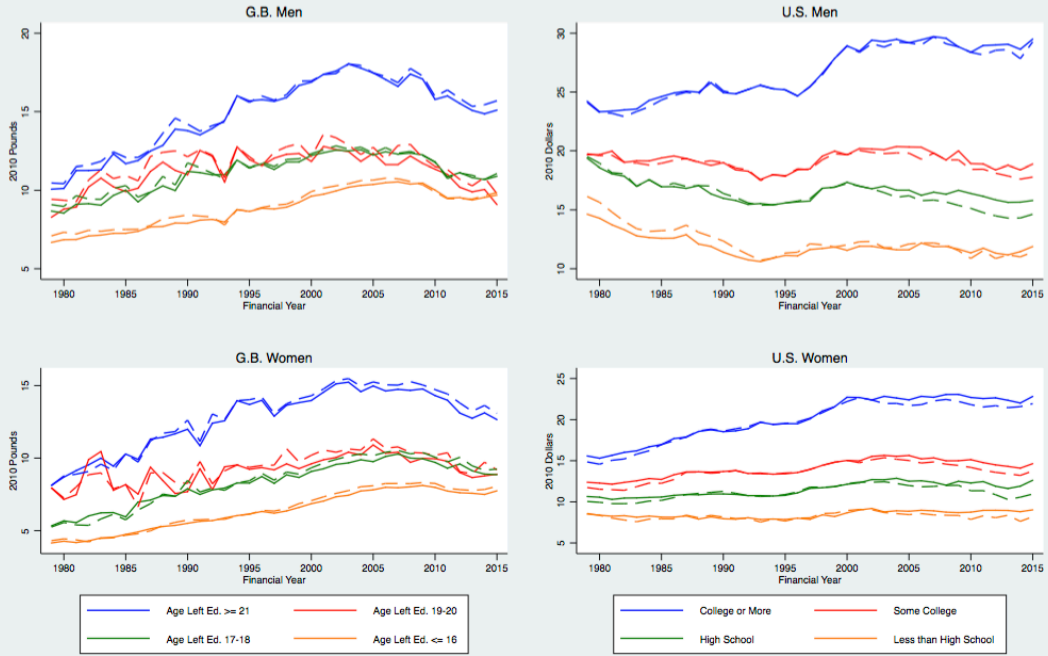 G.B. Men
2010 Pounds
20
15
10
5
1980 1985 1990 1995 2000 2005 2010 2015
Financial Year
U.S. Men
2010 Dollars
30
25
20
15
10
1980 1985 1990 1995 2000 2005 2010 2015
Financial Year
G.B. Women
2010 Pounds
15
10
5
1980 1985 1990 1995 2000 2005 2010 2015
Financial Year
U.S. Women
2010 Dollars
25
20
15
10
5
1980 1985 1990 1995 2000 2005 2010 2015
Financial Year
Age Left Ed. >= 21 Age Left Ed. 19-20
Age Left Ed. 17-18 Age Left Ed. <= 16
College or More Some College
High School Less than High School